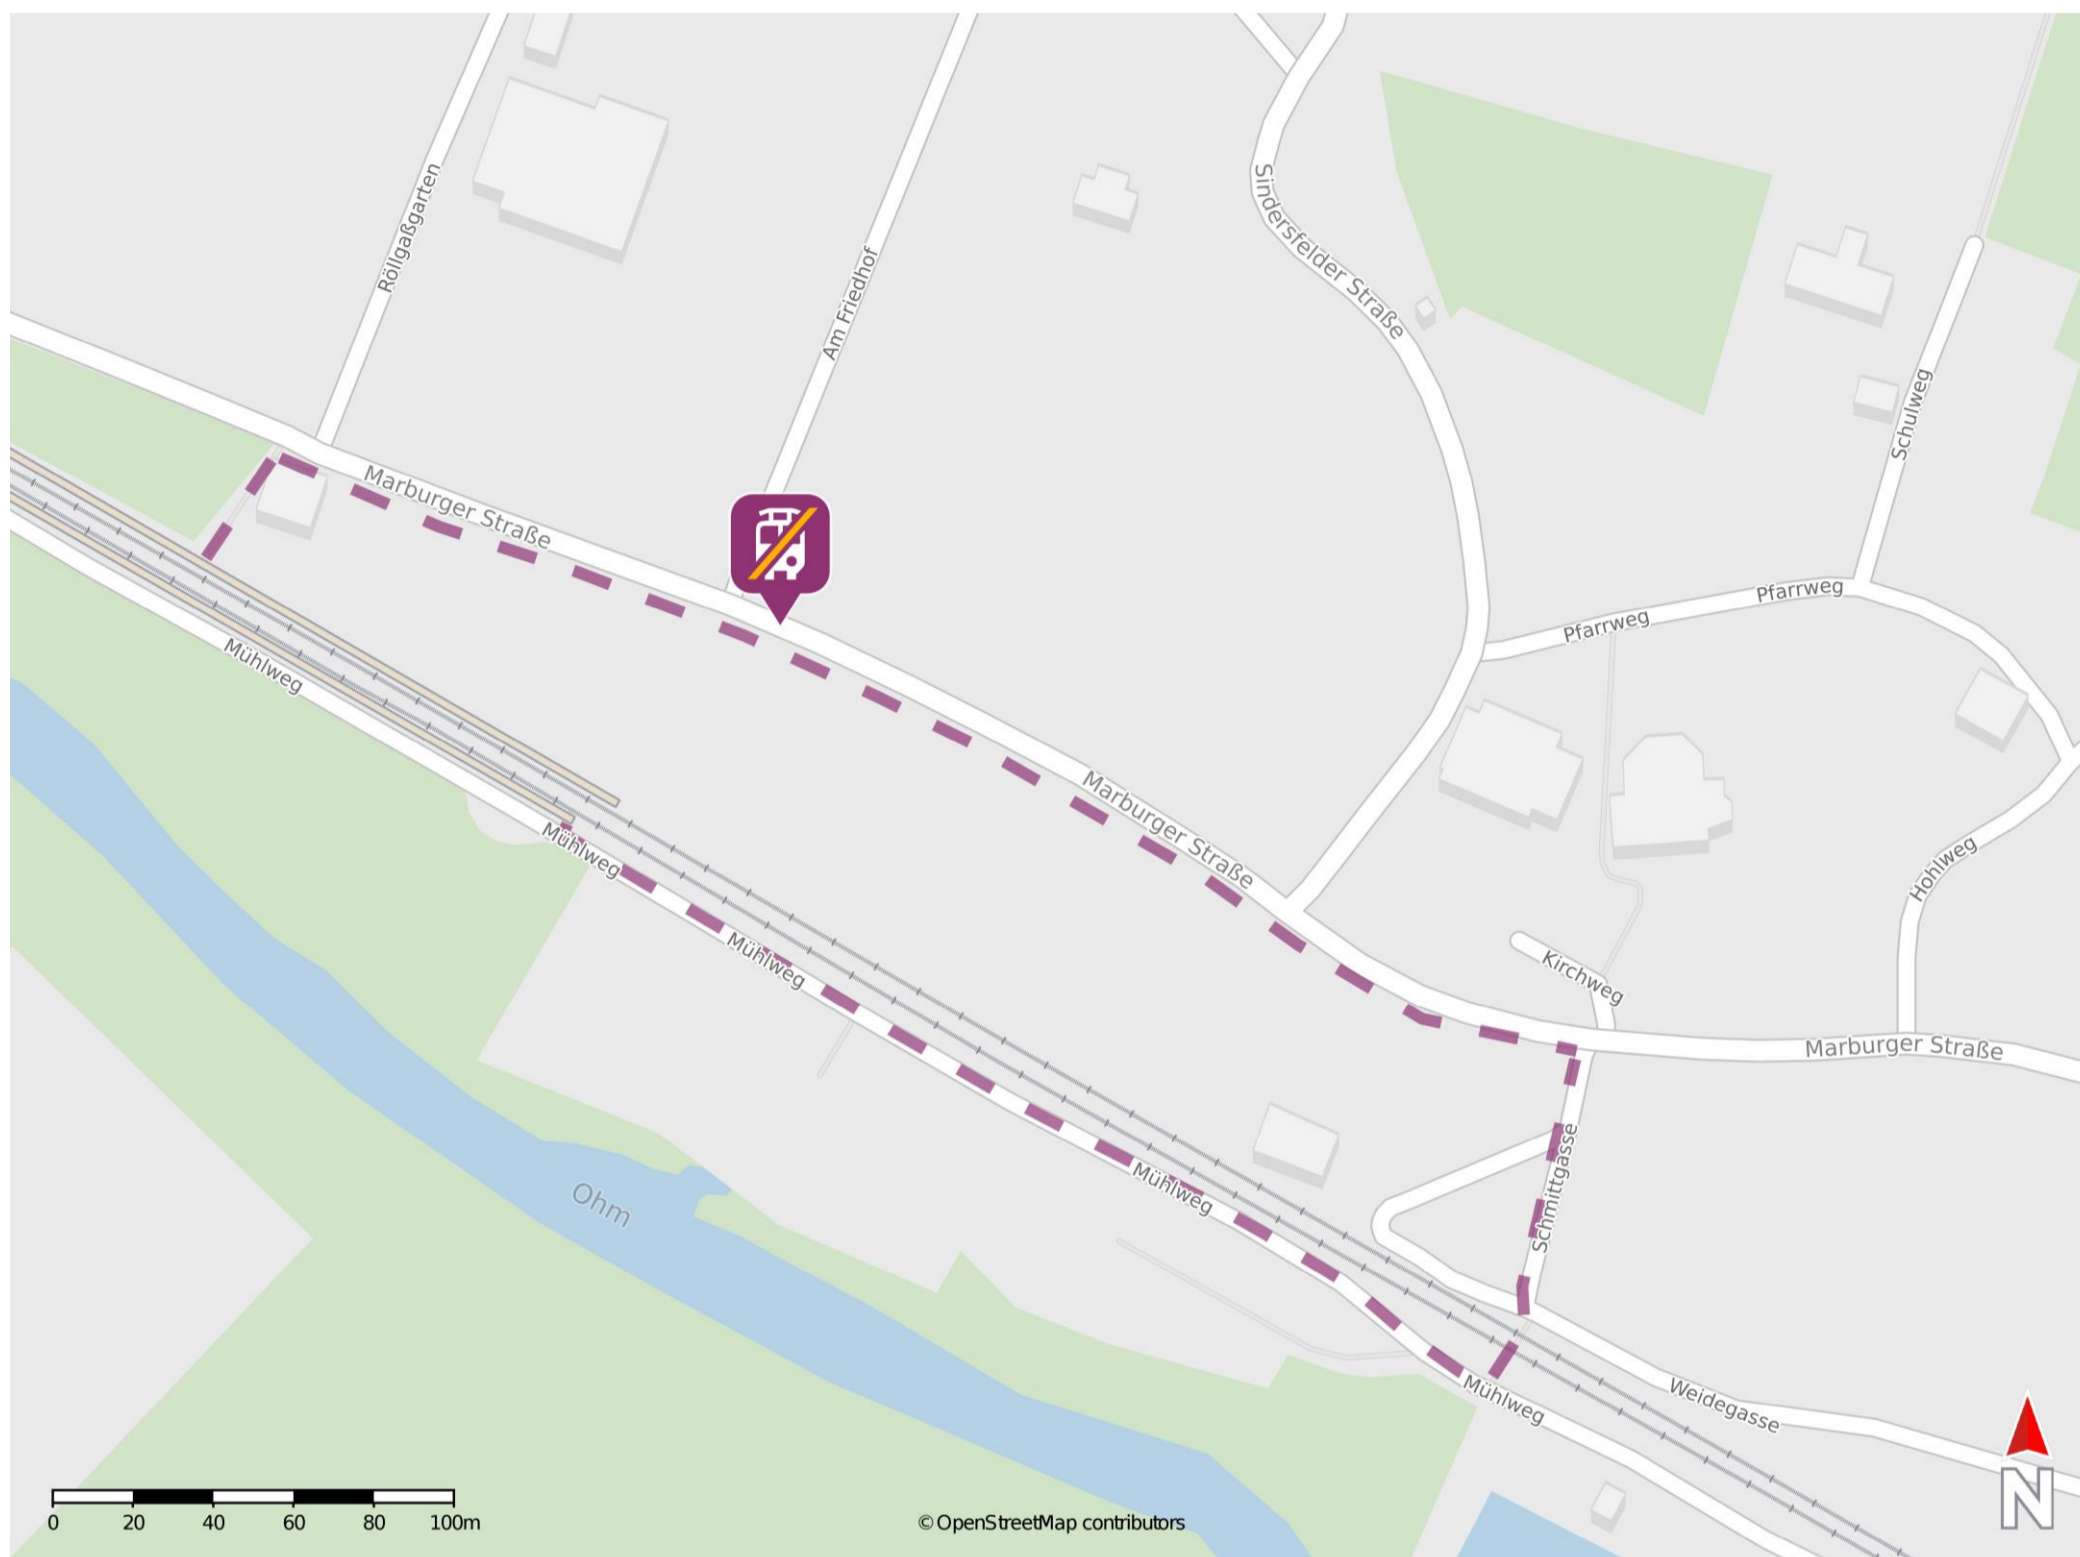 Röllgaßgarten
Am Friedhof
Sindersfelder Straße
Schulweg
Marburger Straße
Pfarrweg
Pfarrweg
Mühlweg
Marburger Straße
Mühlweg
Hohlweg
Mühlweg
Kirchweg
Marburger Straße
Schmittgasse
Mühlweg
Ohm
Mühlweg
Weidegasse
N
0 20 40 60 80 100m
© OpenStreetMap contributors